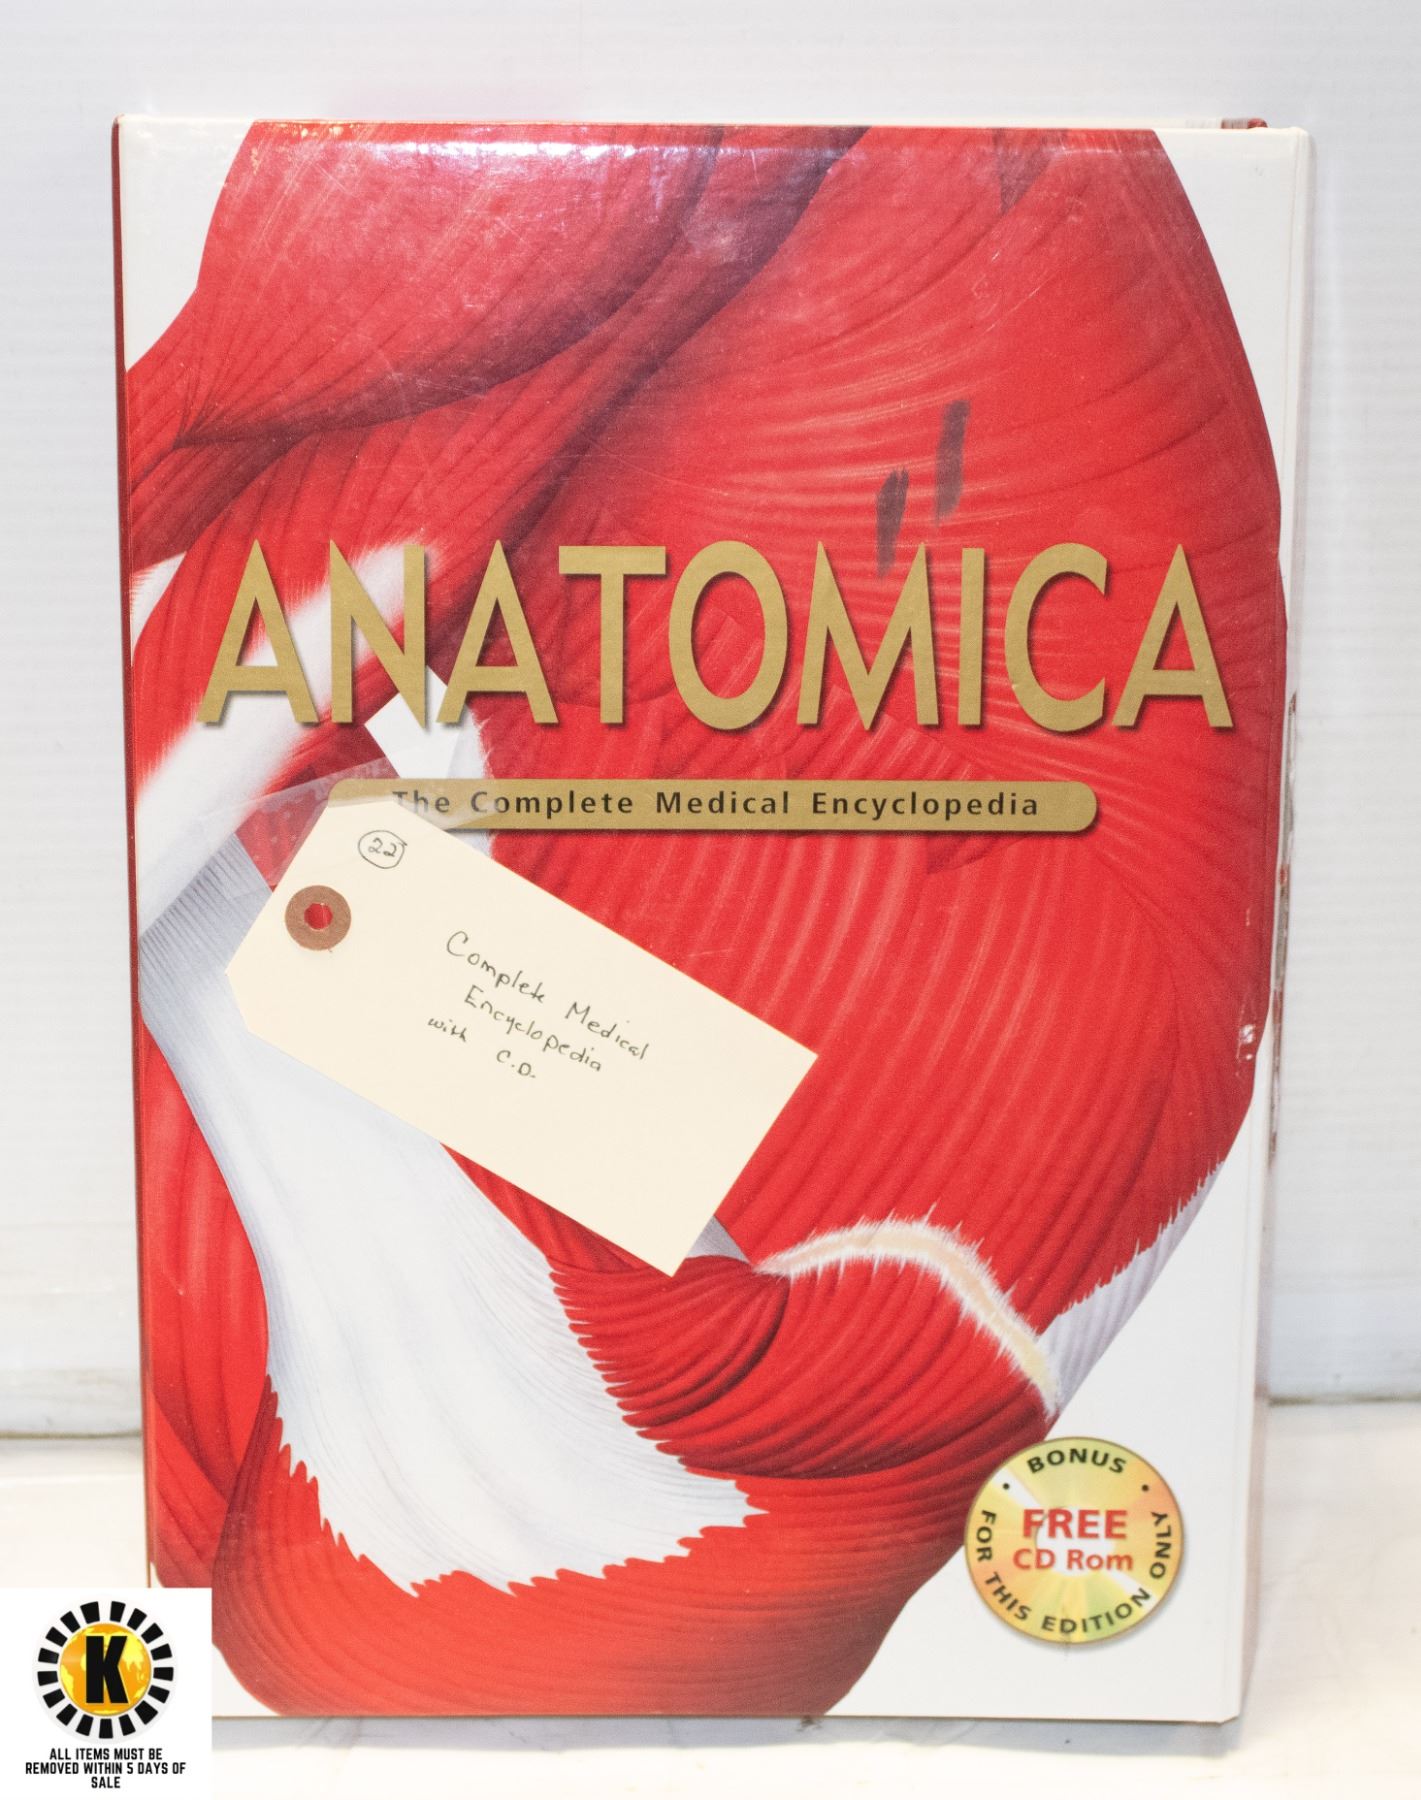 ANATOMICA
The Complete Medical Encyclopedia
22
Complete Medical
Encyclopedia
with C.D.
BONUS
FREE
CD Rom
FOR THIS EDITION ONLY
K
ALL ITEMS MUST BE
REMOVED WITHIN 5 DAYS OF
SALE